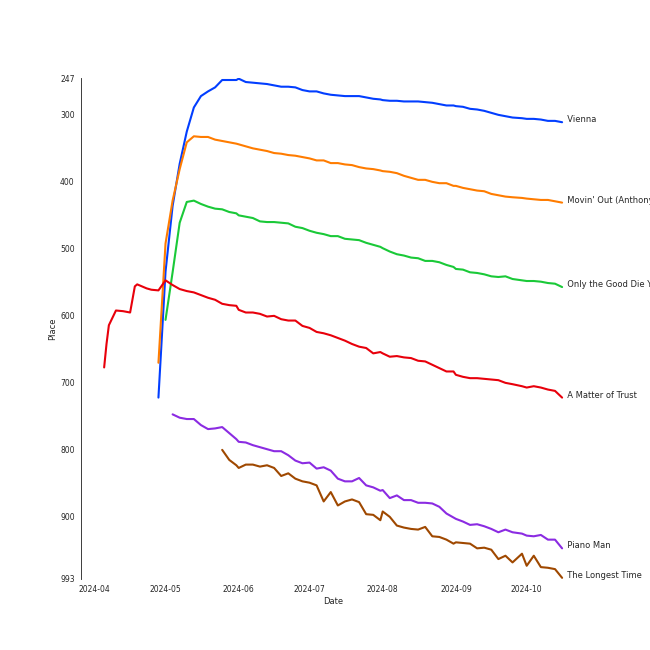 247
300
400
500
600
700
800
900
993
Place
2024-04
2024-05
2024-06
2024-07
2024-08
2024-09
2024-10
Date
Vienna
Movin' Out (Anthony
Only the Good Die Y
A Matter of Trust
Piano Man
The Longest Time